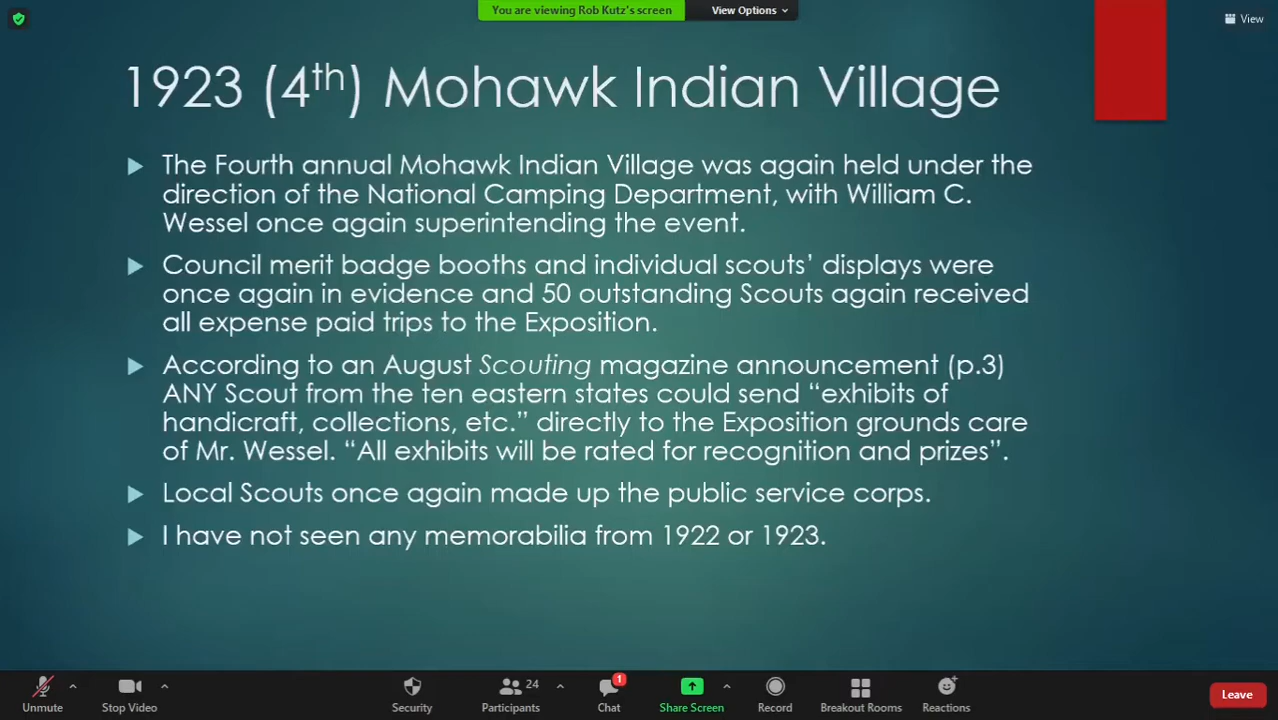 You are viewing Rob Kutz's screen
View Options
View
1923 (4th) Mohawk Indian Village
The Fourth annual Mohawk Indian Village was again held under the
direction of the National Camping Department, with William C.
Wessel once again superintending the event.
Council merit badge booths and individual scouts’ displays were
once again in evidence and 50 outstanding Scouts again received
all expense paid trips to the Exposition.
According to an August Scouting magazine announcement (p.3)
ANY Scout from the ten eastern states could send “exhibits of
handicraft, collections, etc.” directly to the Exposition grounds care
of Mr. Wessel. “All exhibits will be rated for recognition and prizes”.
Local Scouts once again made up the public service corps.
I have not seen any memorabilia from 1922 or 1923.
Unmute
Stop Video
Security
24
Participants
1
Chat
Share Screen
Record
Breakout Rooms
Reactions
Leave